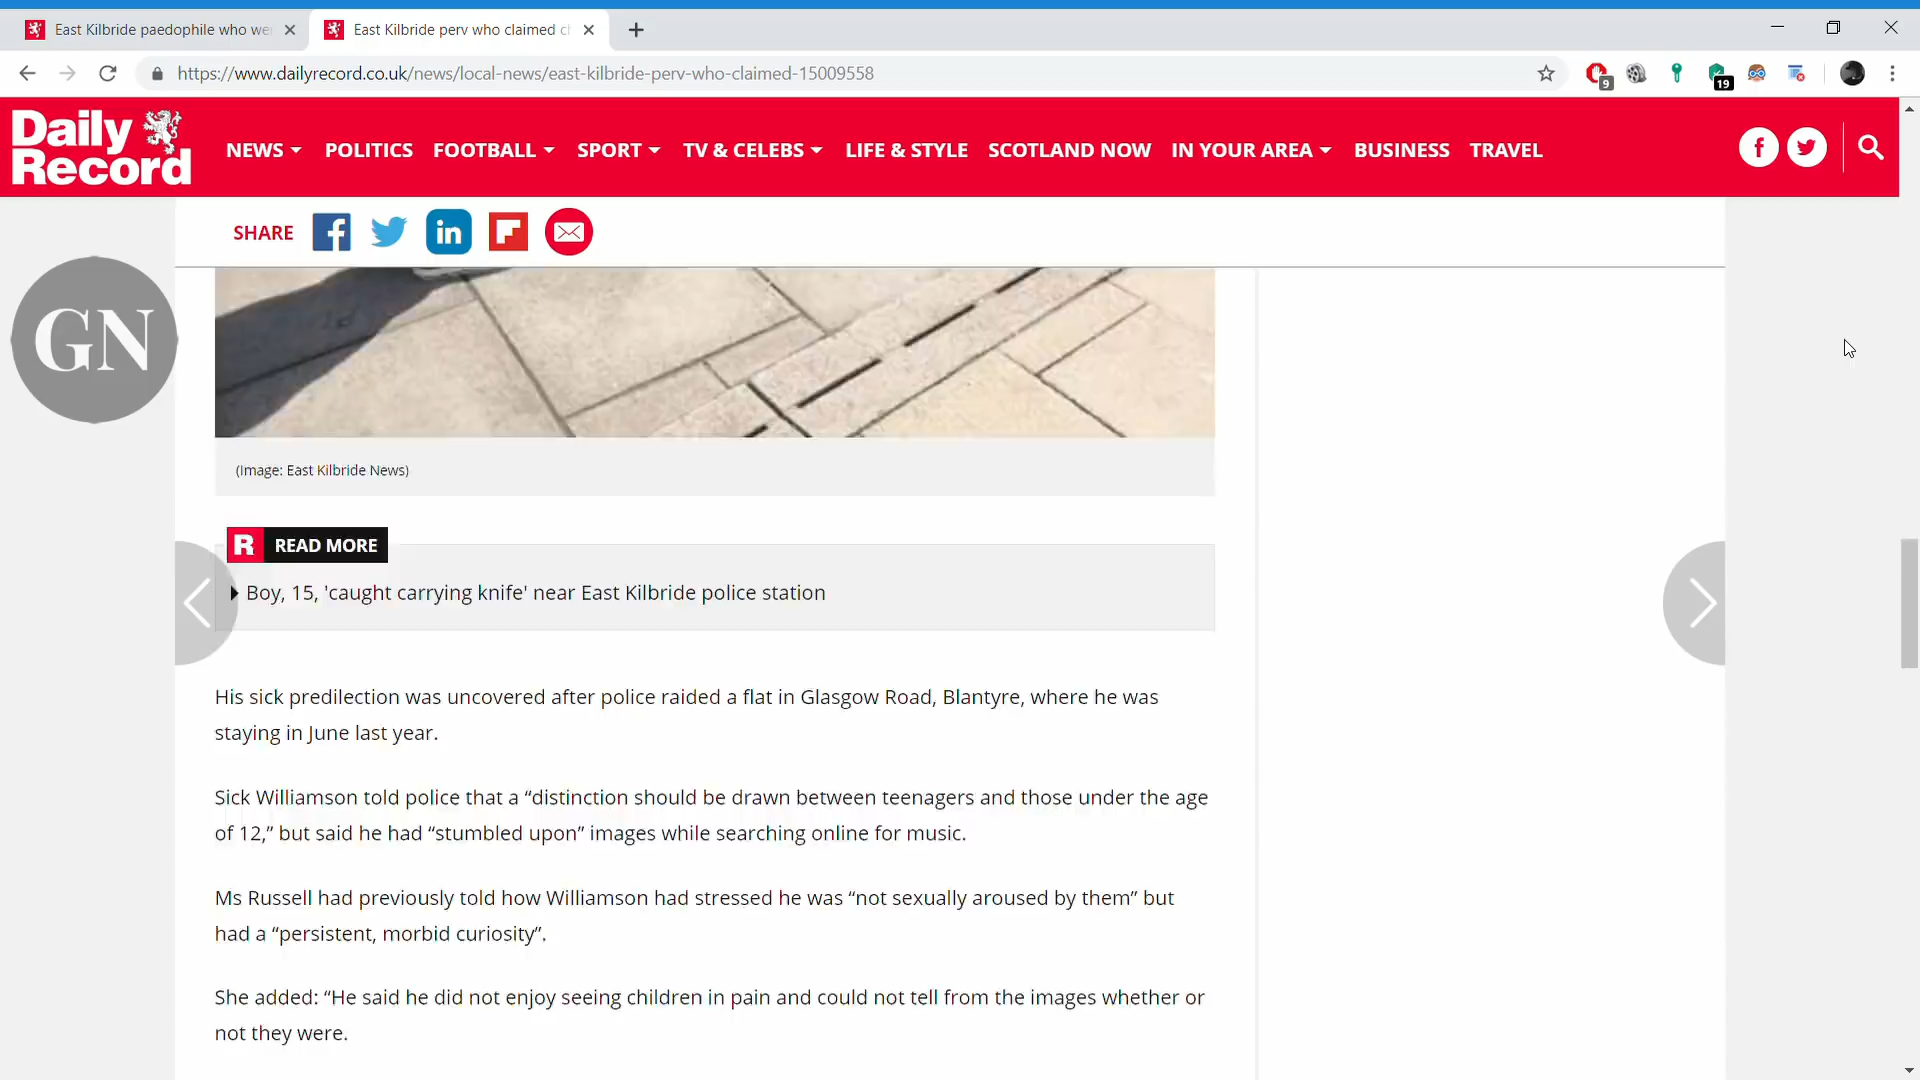 East Kilbride paedophile who we
East Kilbride perv who claimed c
https://www.dailyrecord.co.uk/news/local-news/east-kilbride-perv-who-claimed-15009558
9
19
Daily
Record
NEWS POLITICS FOOTBALL SPORT TV & CELEBS LIFE & STYLE SCOTLAND NOW IN YOUR AREA BUSINESS TRAVEL
SHARE
GN
(Image: East Kilbride News)
R READ MORE
Boy, 15, 'caught carrying knife' near East Kilbride police station
His sick predilection was uncovered after police raided a flat in Glasgow Road, Blantyre, where he was
staying in June last year.
Sick Williamson told police that a “distinction should be drawn between teenagers and those under the age
of 12,” but said he had “stumbled upon” images while searching online for music.
Ms Russell had previously told how Williamson had stressed he was “not sexually aroused by them” but
had a “persistent, morbid curiosity”.
She added: “He said he did not enjoy seeing children in pain and could not tell from the images whether or
not they were.